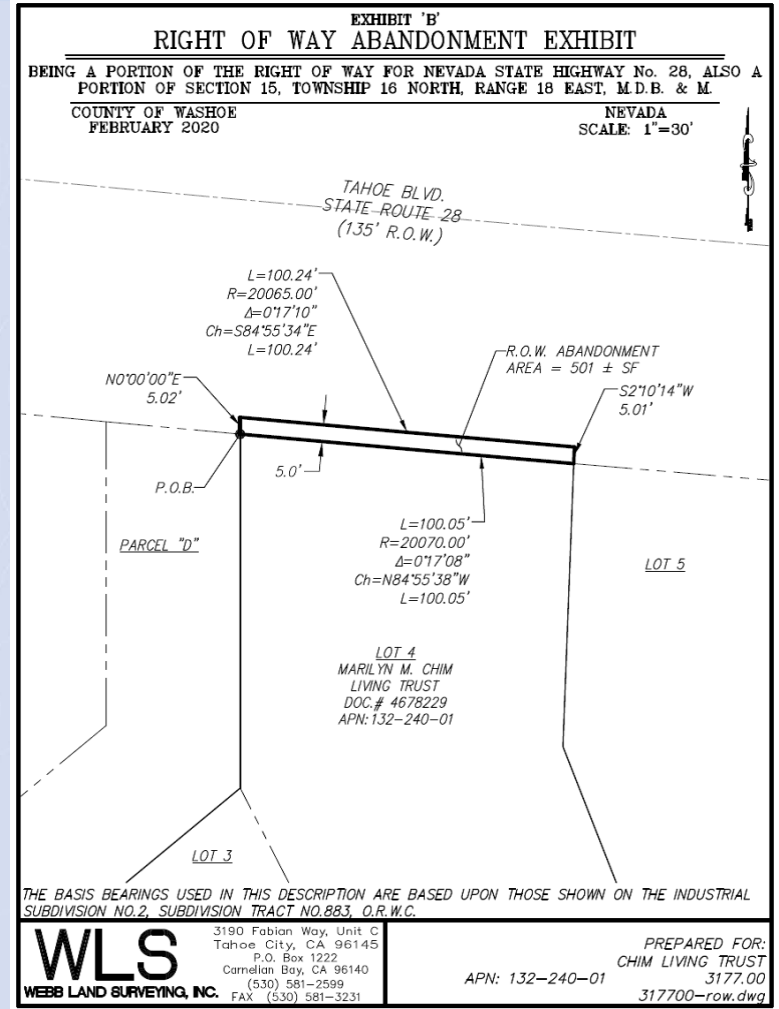 EXHIBIT 'B'
RIGHT OF WAY ABANDONMENT EXHIBIT
BEING A PORTION OF THE RIGHT OF WAY FOR NEVADA STATE HIGHWAY No. 28, ALSO A
PORTION OF SECTION 15, TOWNSHIP 16 NORTH, RANGE 18 EAST, M.D.B. & M.
COUNTY OF WASHOE
FEBRUARY 2020
NEVADA
SCALE: 1"=30'
TAHOE BLVD.
STATE ROUTE 28
(135' R.O.W.)
L=100.24'
R=20065.00'
Δ=0°17'10"
Ch=S84°55'34"E
L=100.24'
R.O.W. ABANDONMENT
AREA = 501 ± SF
N0°00'00"E
5.02'
S2°10'14"W
5.01'
5.0'
P.O.B.
L=100.05'
R=20070.00'
Δ=0°17'08"
Ch=N84°55'38"W
L=100.05'
PARCEL "D"
LOT 5
LOT 4
MARILYN M. CHIM
LIVING TRUST
DOC.# 4678229
APN: 132-240-01
LOT 3
THE BASIS BEARINGS USED IN THIS DESCRIPTION ARE BASED UPON THOSE SHOWN ON THE INDUSTRIAL
SUBDIVISION NO.2, SUBDIVISION TRACT NO.883, O.R.W.C.
WLS
WEBB LAND SURVEYING, INC.
3190 Fabian Way, Unit C
Tahoe City, CA 96145
P.O. Box 1222
Carnelian Bay, CA 96140
(530) 581-2599
FAX (530) 581-3231
PREPARED FOR:
CHIM LIVING TRUST
APN: 132-240-01 3177.00
317700-row.dwg